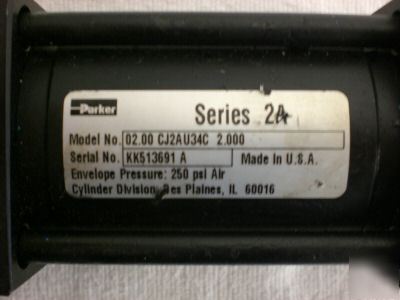 Parker
Series 2A
Model No. 02.00 CJ2AU34C 2.000
Serial No. KK513691 A Made In U.S.A.
Envelope Pressure: 250 psi Air
Cylinder Division, Des Plaines, IL 60016